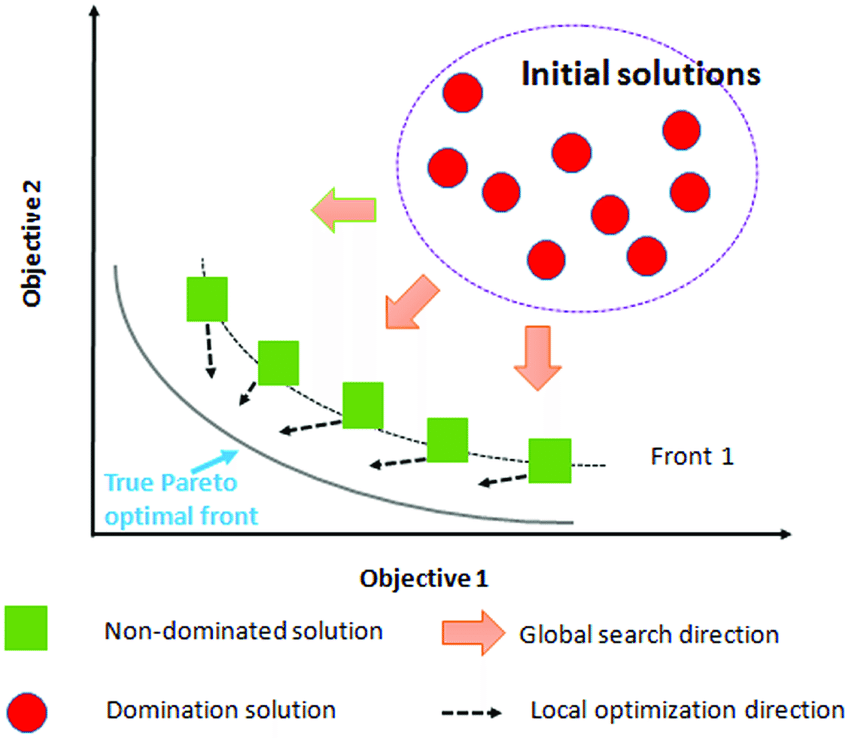 Initial solutions
Objective 2
Front 1
True Pareto
optimal front
Objective 1
Non-dominated solution
Global search direction
Domination solution
Local optimization direction